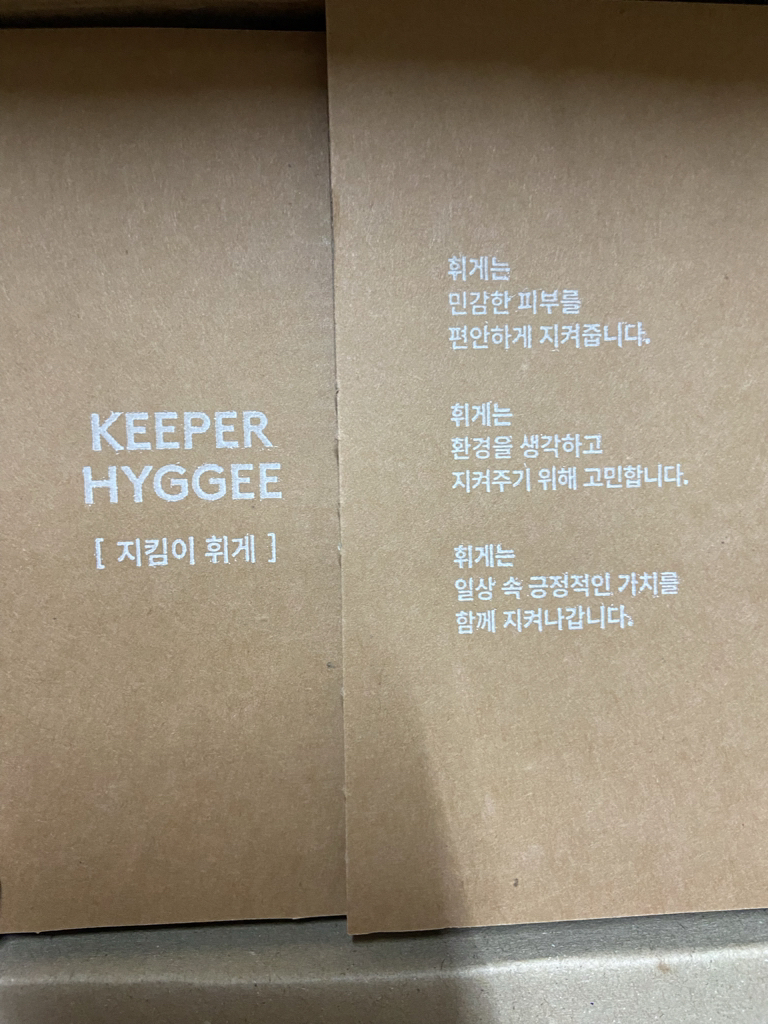 KEEPER
HYGGEE
[ 지킴이 휘게 ]
휘게는
민감한 피부를
편안하게 지켜줍니다.
휘게는
환경을 생각하고
지켜주기 위해 고민합니다.
휘게는
일상 속 긍정적인 가치를
함께 지켜나갑니다.